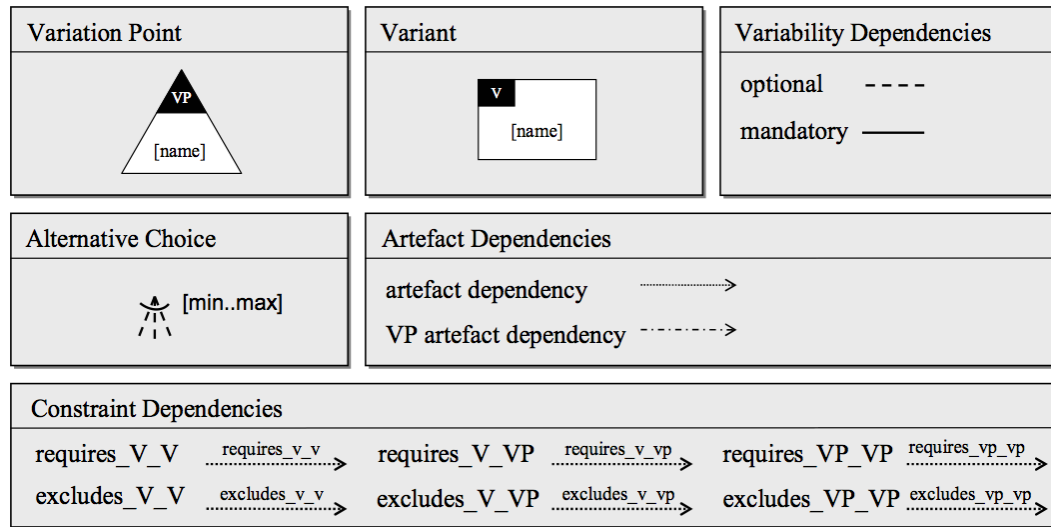 Variation Point
VP
[name]
Variant
V
[name]
Variability Dependencies
optional
mandatory
Alternative Choice
[min..max]
Artefact Dependencies
artefact dependency
VP artefact dependency
Constraint Dependencies
requires_V_V requires_v_v requires_V_VP requires_v_vp requires_VP_VP requires_vp_vp
excludes_V_V excludes_v_v excludes_V_VP excludes_v_vp excludes_VP_VP excludes_vp_vp